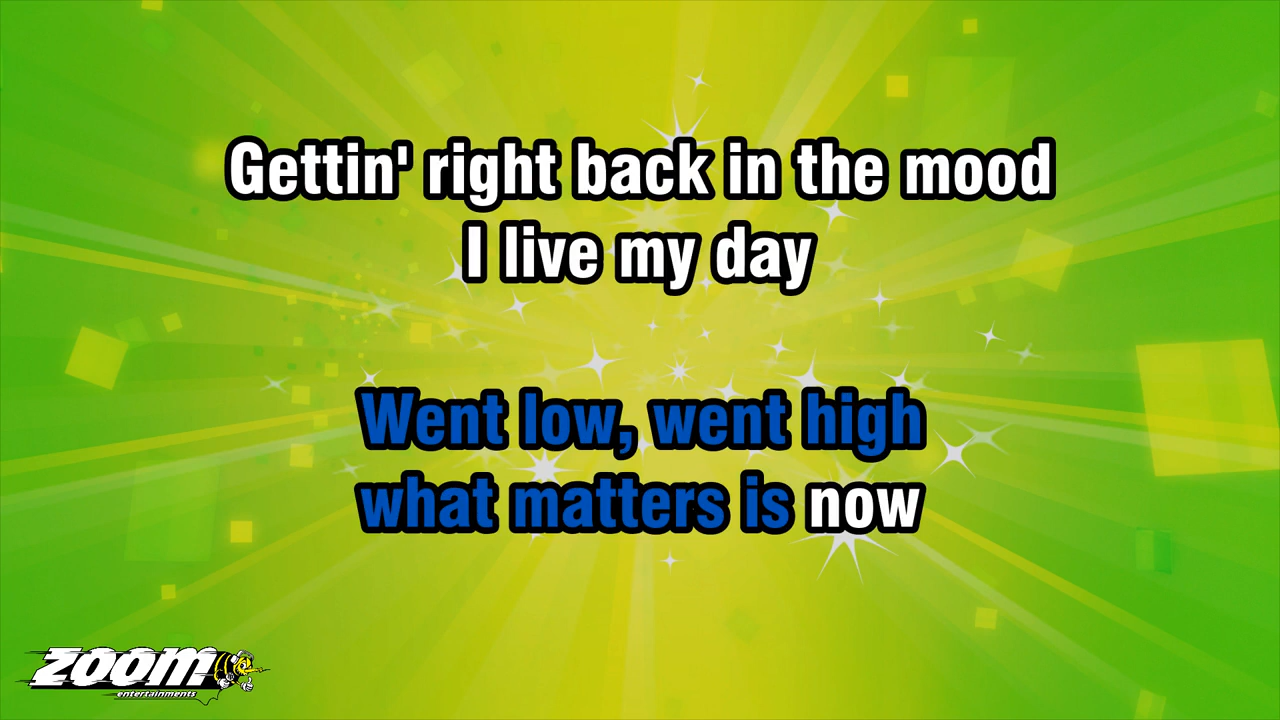 Gettin' right back in the mood
I live my day
Went low, went high
what matters is now
zoom
entertainments